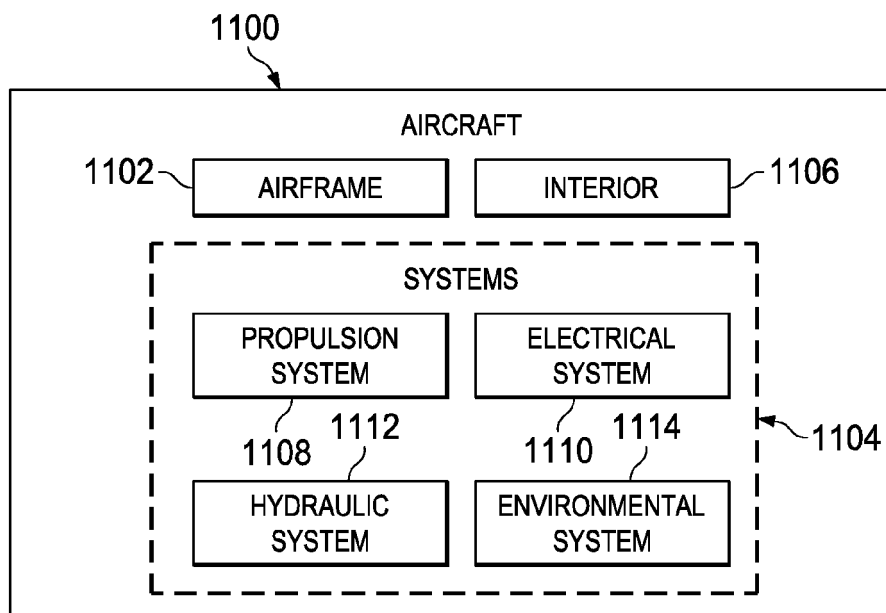 1100
AIRCRAFT
1102
AIRFRAME
INTERIOR
1106
SYSTEMS
PROPULSION
SYSTEM
ELECTRICAL
SYSTEM
1108
1112
1110
1114
1104
HYDRAULIC
SYSTEM
ENVIRONMENTAL
SYSTEM